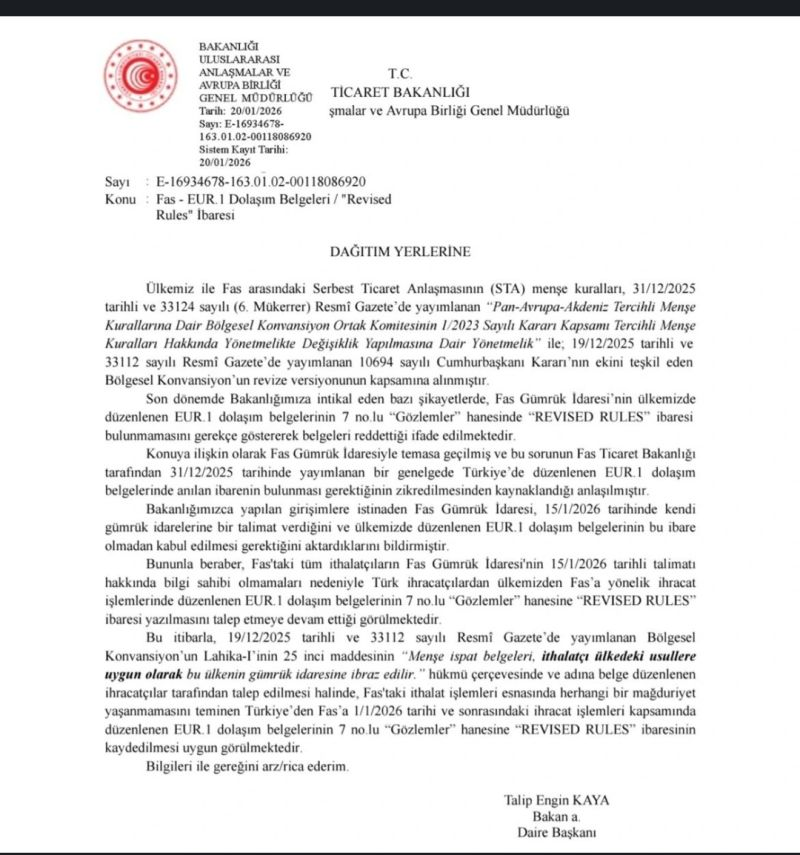 BAKANLIĞI
ULUSLARARASI
ANLAŞMALAR VE
AVRUPA BİRLİĞİ
GENEL MÜDÜRLÜĞÜ
Tarih: 20/01/2026
Sayı: E-16934678-
163.01.02-00118086920
Sistem Kayıt Tarihi:
20/01/2026
T.C.
TİCARET BAKANLIĞI
şmalar ve Avrupa Birliği Genel Müdürlüğü
Sayı : E-16934678-163.01.02-00118086920
Konu : Fas - EUR.1 Dolaşım Belgeleri / "Revised
Rules" İbaresi
DAĞITIM YERLERİNE
Ülkemiz ile Fas arasındaki Serbest Ticaret Anlaşmasının (STA) menşe kuralları, 31/12/2025
tarihli ve 33124 sayılı (6. Mükerrer) Resmî Gazete’de yayımlanan “Pan-Avrupa-Akdeniz Tercihli Menşe
Kurallarına Dair Bölgesel Konvansiyon Ortak Komitesinin 1/2023 Sayılı Kararı Kapsamı Tercihli Menşe
Kuralları Hakkında Yönetmelikte Değişiklik Yapılmasına Dair Yönetmelik” ile; 19/12/2025 tarihli ve
33112 sayılı Resmî Gazete’de yayımlanan 10694 sayılı Cumhurbaşkanı Kararı’nın ekini teşkil eden
Bölgesel Konvansiyon’un revize versiyonunun kapsamına alınmıştır.
Son dönemde Bakanlığımıza intikal eden bazı şikayetlerde, Fas Gümrük İdaresi’nin ülkemizde
düzenlenen EUR.1 dolaşım belgelerinin 7 no.lu “Gözlemler” hanesinde “REVISED RULES” ibaresi
bulunmamasını gerekçe göstererek belgeleri reddettiği ifade edilmektedir.
Konuya ilişkin olarak Fas Gümrük İdaresiyle temasa geçilmiş ve bu sorunun Fas Ticaret Bakanlığı
tarafından 31/12/2025 tarihinde yayımlanan bir genelgede Türkiye’de düzenlenen EUR.1 dolaşım
belgelerinde anılan ibarenin bulunması gerektiğinin zikredilmesinden kaynaklandığı anlaşılmıştır.
Bakanlığımızca yapılan girişimlere istinaden Fas Gümrük İdaresi, 15/1/2026 tarihinde kendi
gümrük idarelerine bir talimat verdiğini ve ülkemizde düzenlenen EUR.1 dolaşım belgelerinin bu ibare
olmadan kabul edilmesi gerektiğini aktardıklarını bildirmiştir.
Bununla beraber, Fas'taki tüm ithalatçıların Fas Gümrük İdaresi'nin 15/1/2026 tarihli talimatı
hakkında bilgi sahibi olmamaları nedeniyle Türk ihracatçılardan ülkemizden Fas’a yönelik ihracat
işlemlerinde düzenlenen EUR.1 dolaşım belgelerinin 7 no.lu “Gözlemler” hanesine “REVISED RULES”
ibaresi yazılmasını talep etmeye devam ettiği görülmektedir.
Bu itibarla, 19/12/2025 tarihli ve 33112 sayılı Resmî Gazete’de yayımlanan Bölgesel
Konvansiyon’un Lahika-I’inin 25 inci maddesinin “Menşe ispat belgeleri, ithalatçı ülkedeki usullere
uygun olarak bu ülkenin gümrük idaresine ibraz edilir.” hükmü çerçevesinde ve adına belge düzenlenen
ihracatçılar tarafından talep edilmesi halinde, Fas'taki ithalat işlemleri esnasında herhangi bir mağduriyet
yaşanmamasını teminen Türkiye’den Fas’a 1/1/2026 tarihi ve sonrasındaki ihracat işlemleri kapsamında
düzenlenen EUR.1 dolaşım belgelerinin 7 no.lu “Gözlemler” hanesine “REVISED RULES” ibaresinin
kaydedilmesi uygun görülmektedir.
Bilgileri ile gereğini arz/rica ederim.
Talip Engin KAYA
Bakan a.
Daire Başkanı